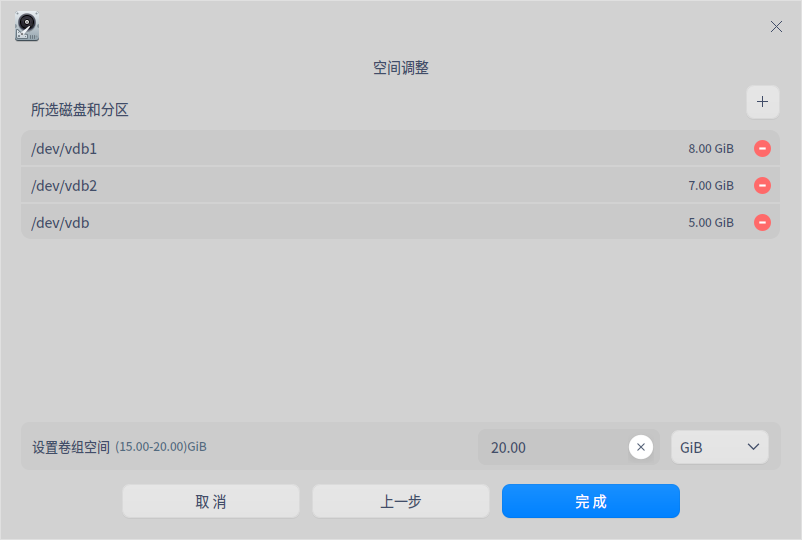 空间调整
所选磁盘和分区
/dev/vdb1 8.00 GiB
/dev/vdb2 7.00 GiB
/dev/vdb 5.00 GiB
设置卷组空间 (15.00-20.00)GiB 20.00 GiB
取消 上一步 完成